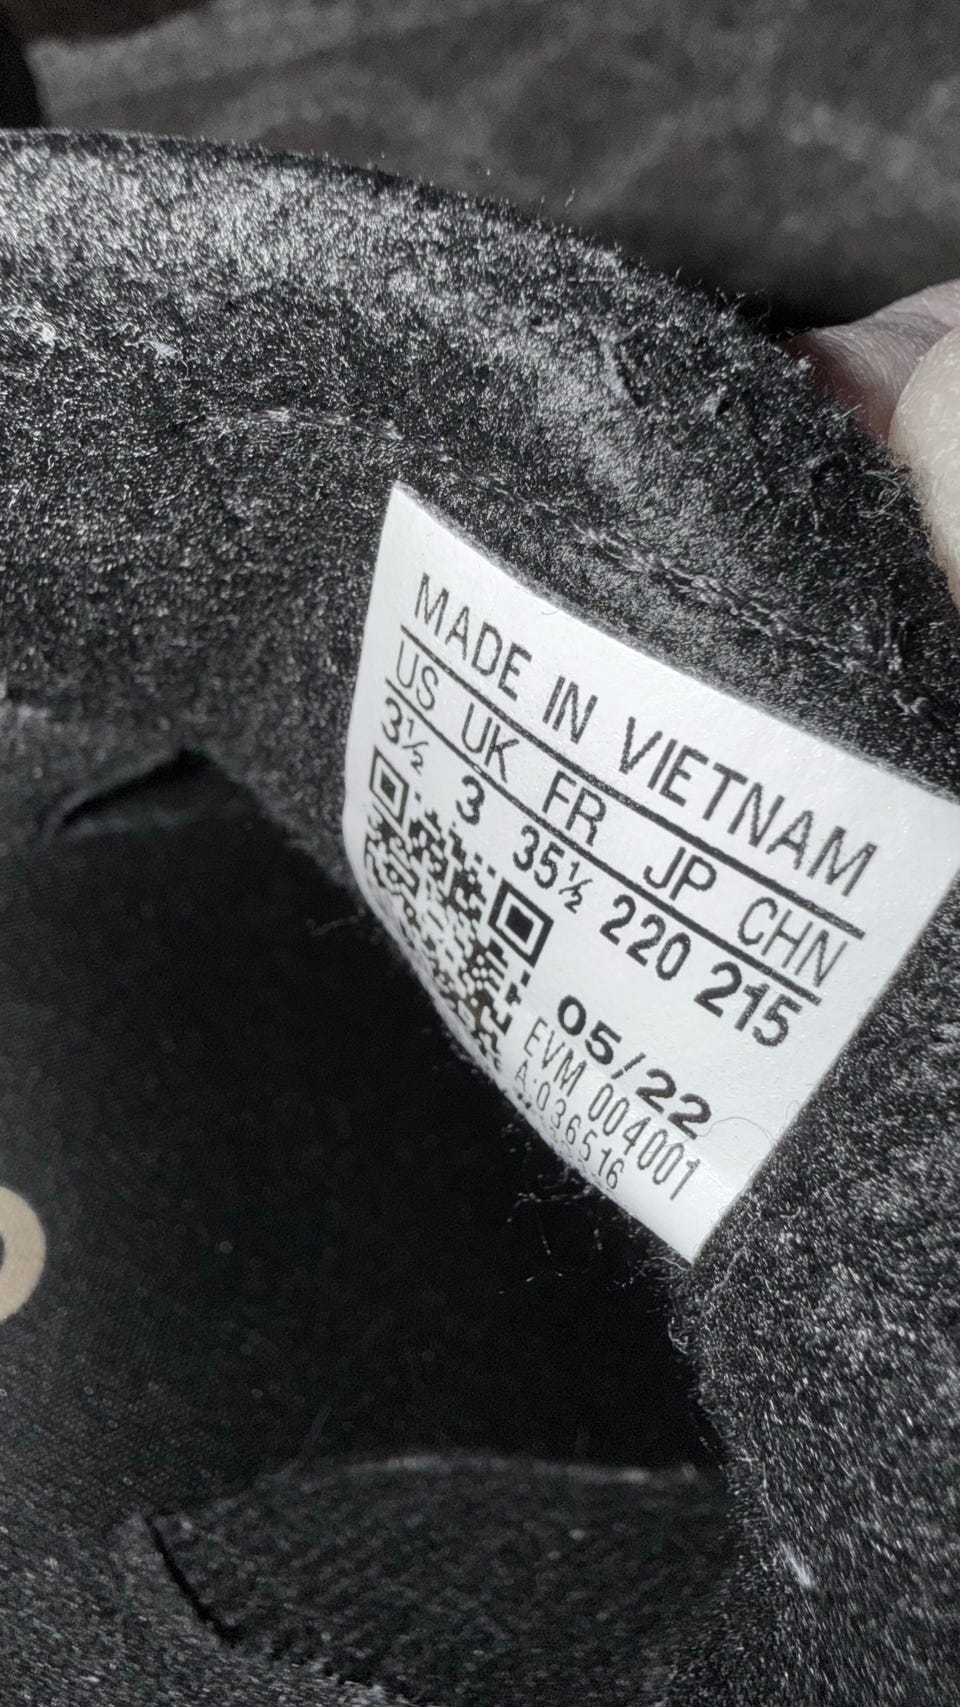 MADE IN VIETNAM
US UK FR JP CHN
3½ 3 35½ 220 215
05/22
EVM 004001
A:036516